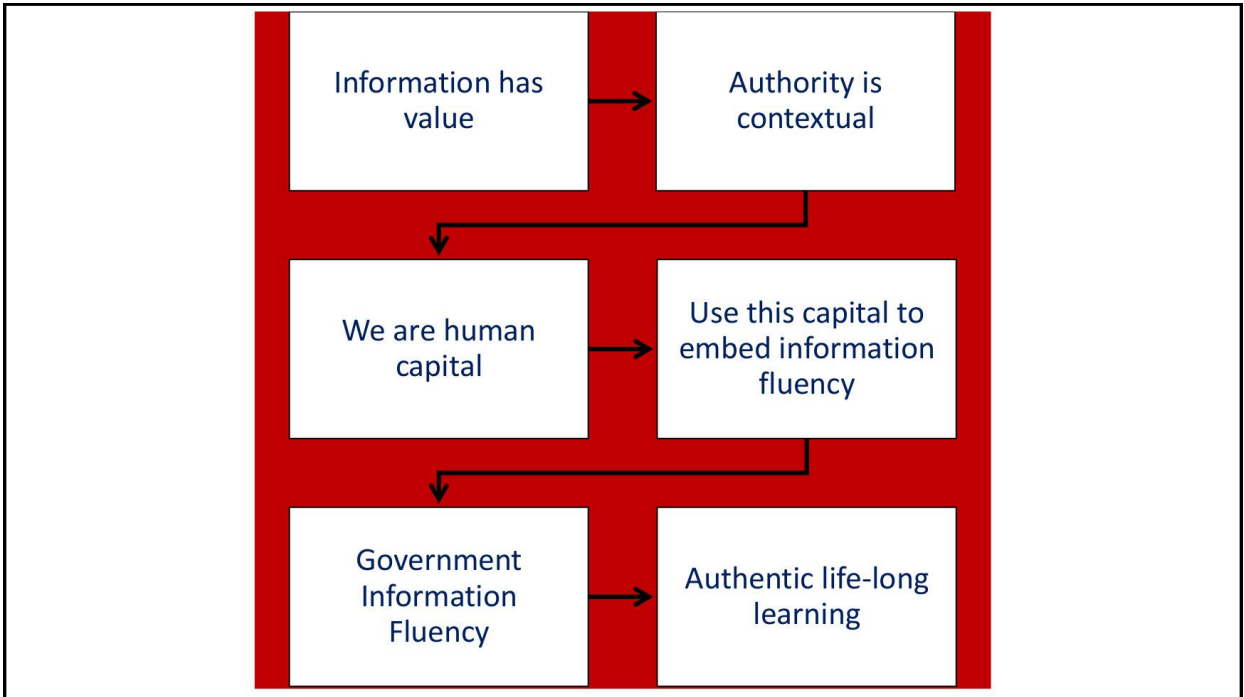 Information has
value
Authority is
contextual
We are human
capital
Use this capital to
embed information
fluency
Government
Information
Fluency
Authentic life-long
learning